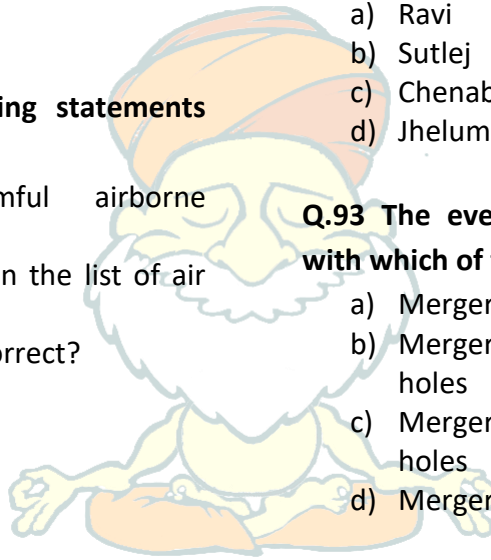 ing statements
mful airborne
n the list of air
orrect?
a) Ravi
b) Sutlej
c) Chenab
d) Jhelum
Q.93 The eve
with which of
a) Merger
b) Merger
holes
c) Merger
holes
d) Merger